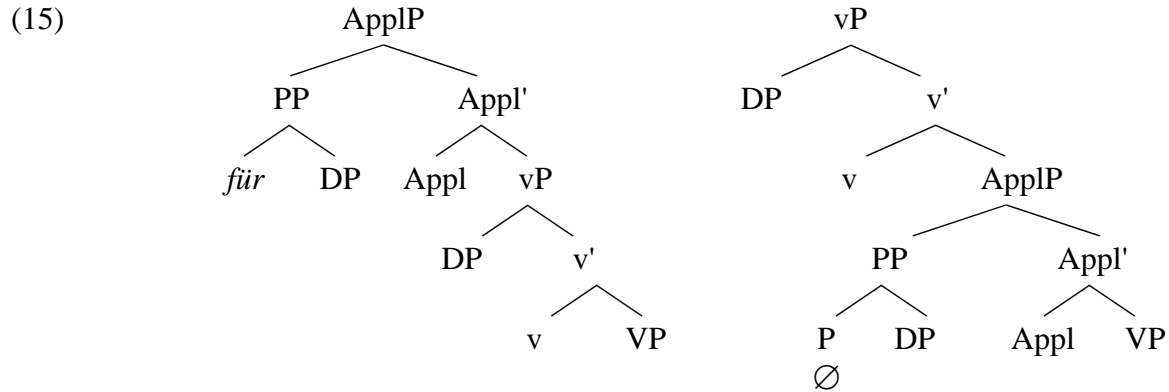 (15) ApplP vP
PP Appl' DP v'
für DP Appl vP v ApplP
DP v' PP Appl'
v VP P DP Appl VP
∅